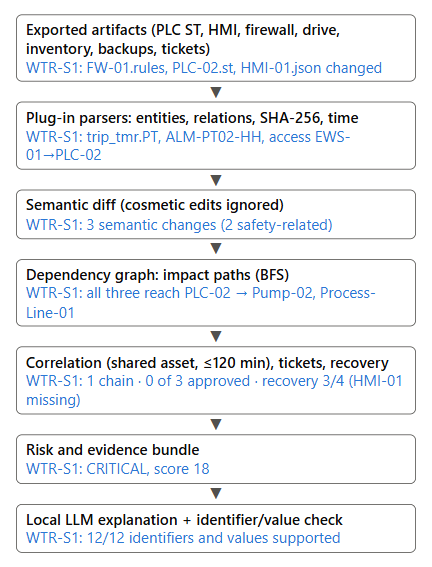 Exported artifacts (PLC ST, HMI, firewall, drive,
inventory, backups, tickets)
WTR-S1: FW-01.rules, PLC-02.st, HMI-01.json changed
▼
Plug-in parsers: entities, relations, SHA-256, time
WTR-S1: trip_tmr.PT, ALM-PT02-HH, access EWS-
01→PLC-02
▼
Semantic diff (cosmetic edits ignored)
WTR-S1: 3 semantic changes (2 safety-related)
▼
Dependency graph: impact paths (BFS)
WTR-S1: all three reach PLC-02 → Pump-02, Process-
Line-01
▼
Correlation (shared asset, ≤120 min), tickets, recovery
WTR-S1: 1 chain · 0 of 3 approved · recovery 3/4 (HMI-01
missing)
▼
Risk and evidence bundle
WTR-S1: CRITICAL, score 18
▼
Local LLM explanation + identifier/value check
WTR-S1: 12/12 identifiers and values supported